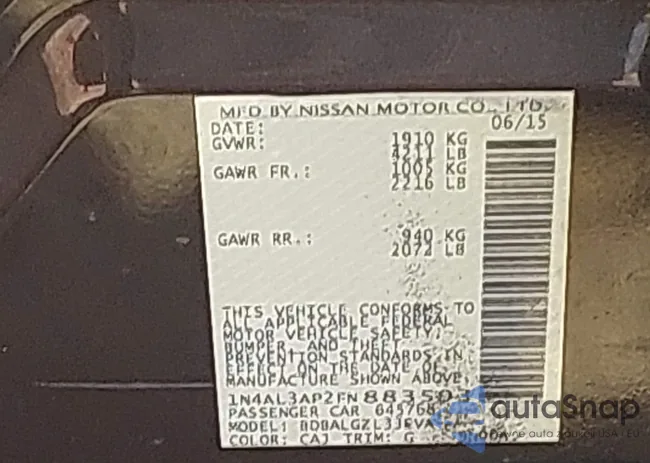 MFD BY NISSAN MOTOR CO., LTD.
DATE: 06/15
GVWR: 1910 KG
4211 LB
GAWR FR.: 1005 KG
2216 LB
GAWR RR.: 940 KG
2072 LB
THIS VEHICLE CONFORMS TO
ALL APPLICABLE FEDERAL
MOTOR VEHICLE SAFETY,
BUMPER, AND THEFT
PREVENTION STANDARDS IN
EFFECT ON THE DATE OF
MANUFACTURE SHOWN ABOVE.
1N4AL3AP2FN883593
PASSENGER CAR
MODEL:
COLOR: CAJ TRIM: G
autoSnap